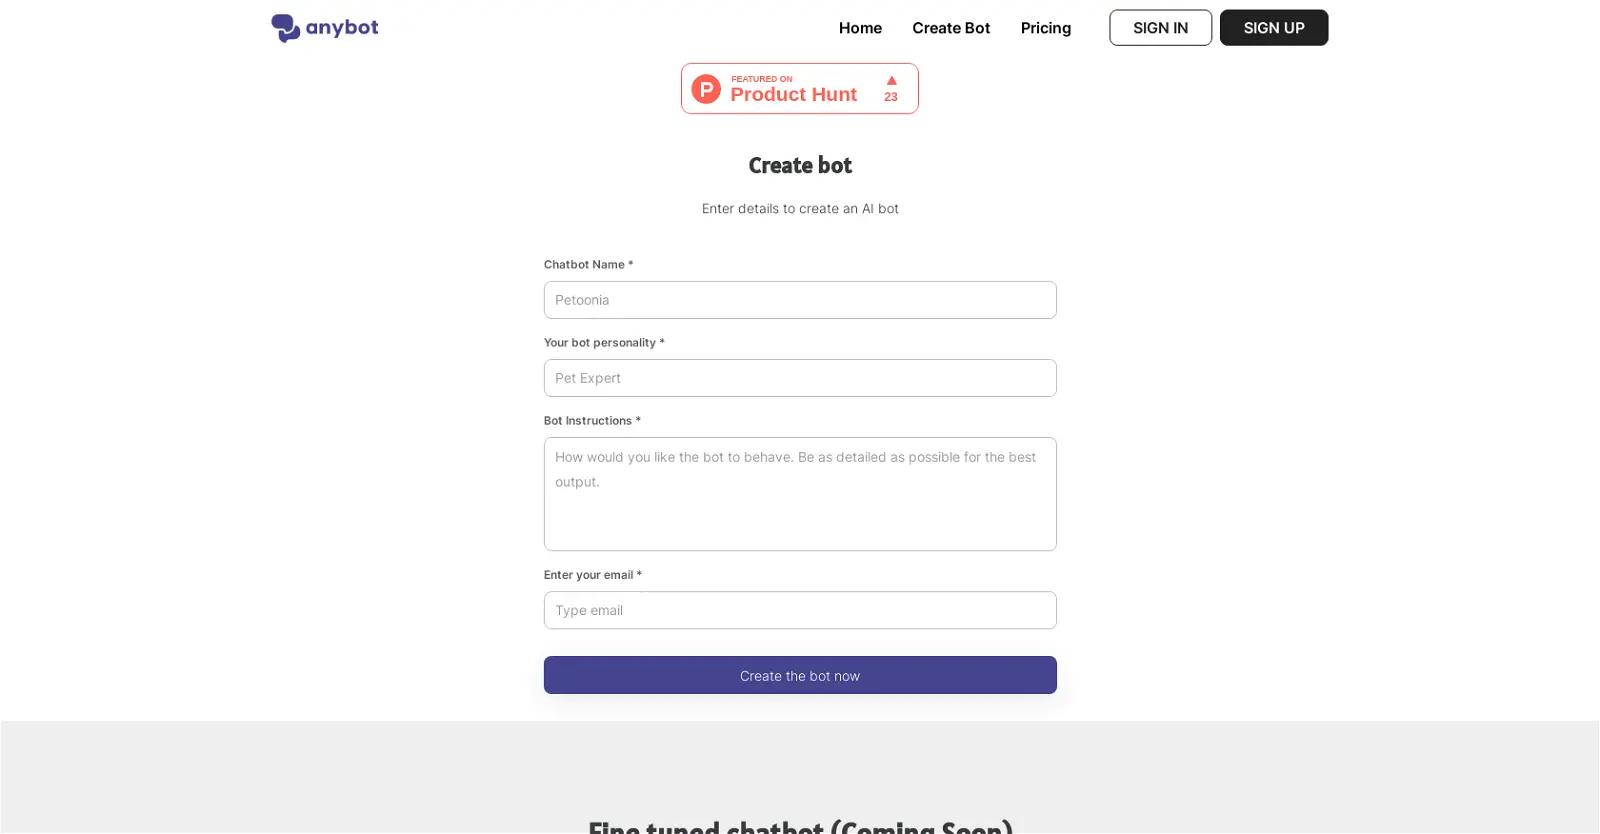 anybot
Home Create Bot Pricing SIGN IN SIGN UP
P
FEATURED ON
Product Hunt
23
Create bot
Enter details to create an AI bot
Chatbot Name *
Petoonia
Your bot personality *
Pet Expert
Bot Instructions *
How would you like the bot to behave. Be as detailed as possible for the best
output.
Enter your email *
Type email
Create the bot now
Fine tuned chatbot (Coming Soon)